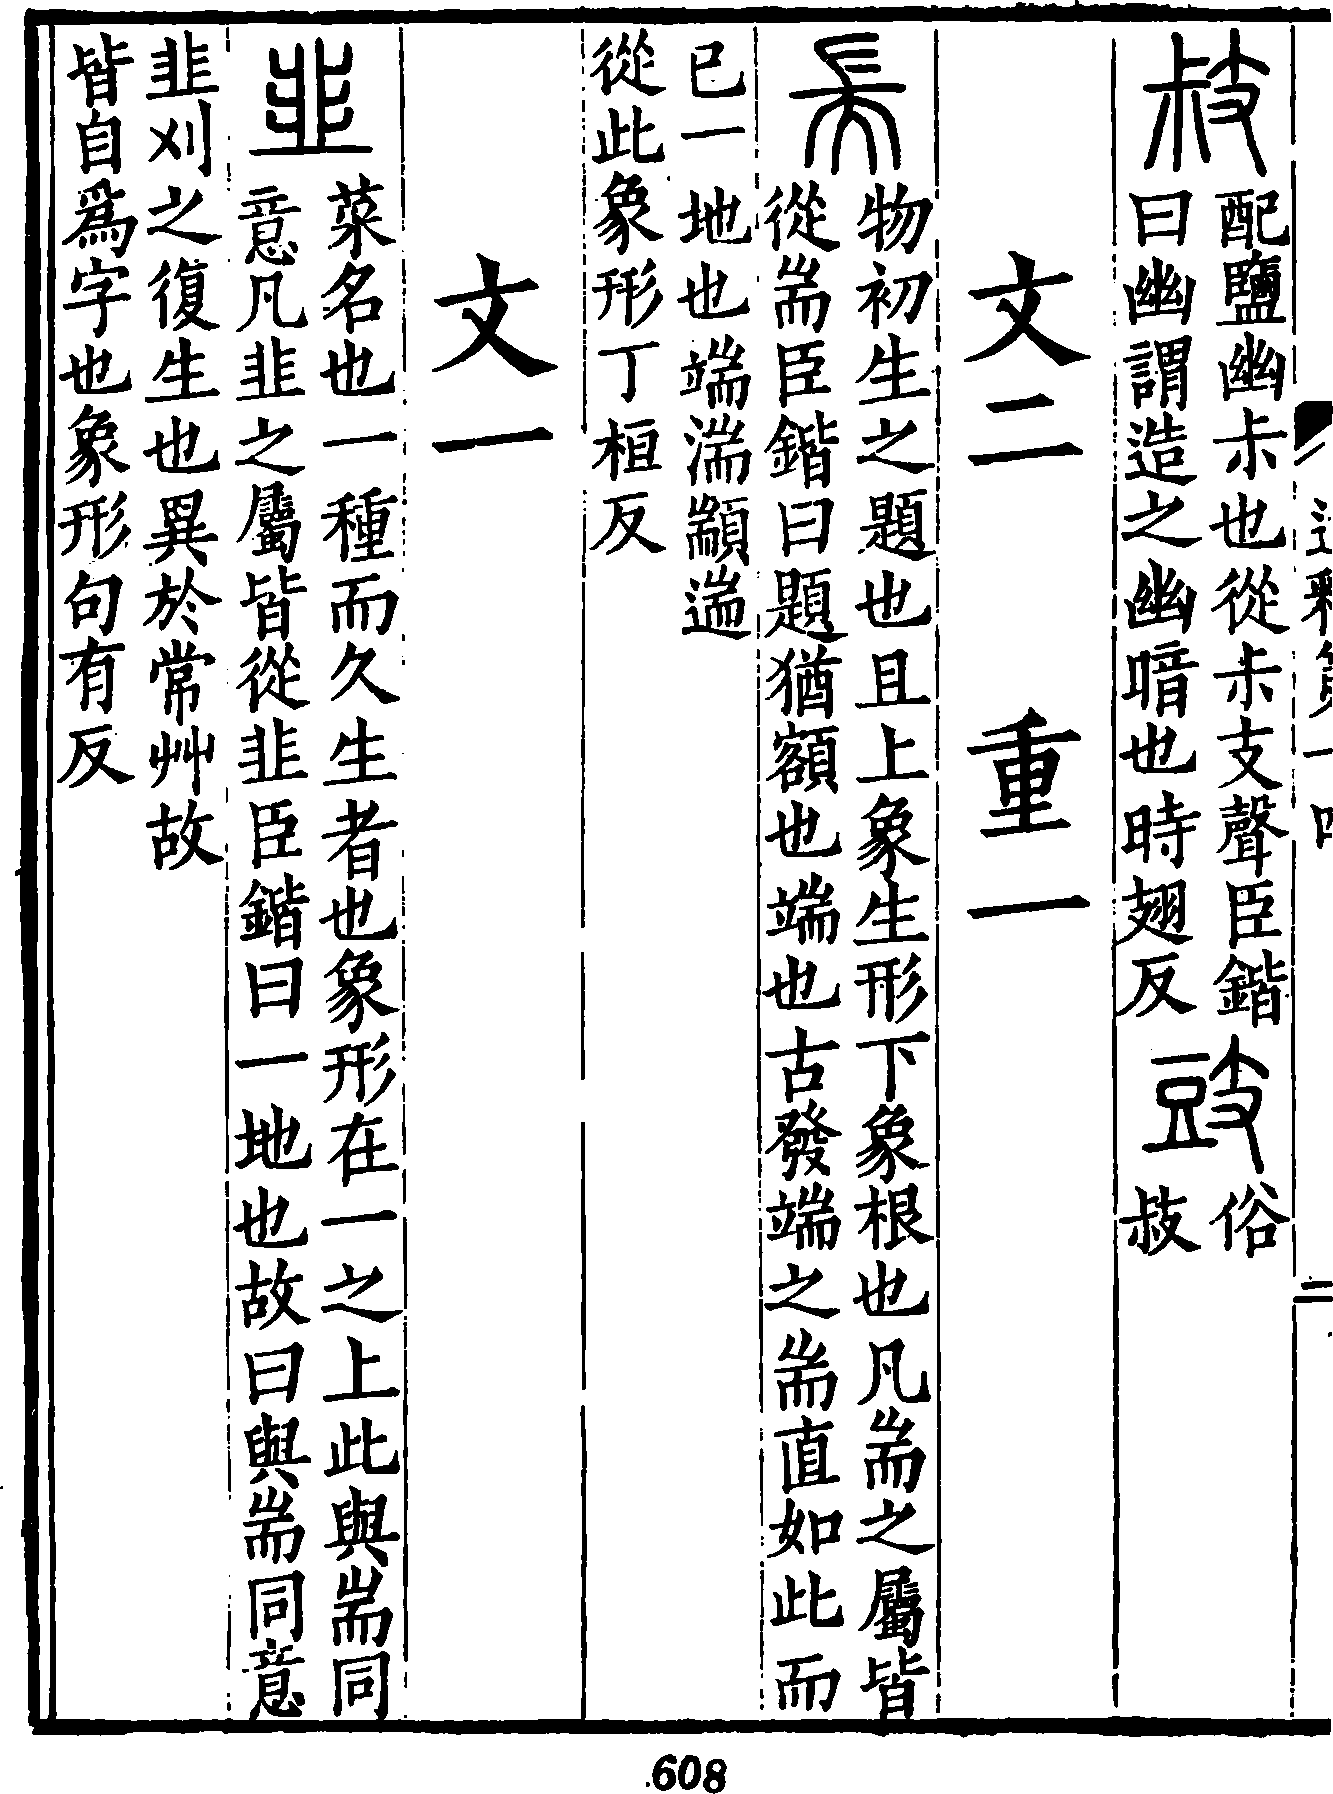 配鹽幽尗也從尗支聲臣鍇
曰幽謂造之幽暗也時翅反
俗
敊
文二 重一
物初生之題也且上象生形下象根也凡耑之屬皆
從耑臣鍇曰題猶額也端也古發端之耑直如此而
已一地也端湍顓遄
從此象形丁桓反
文一
菜名也一種而久生者也象形在一之上此與耑同
意凡韭之屬皆從韭臣鍇曰一地也故曰與耑同意
韭刈之復生也異於常艸故
皆自爲字也象形句有反
608